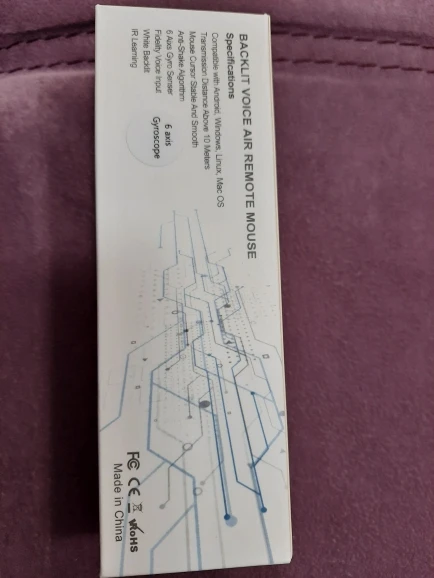 BACKLIT VOICE AIR REMOTE MOUSE
Specifications
Compatible with Android, Windows, Linux, Mac OS
Transmission Distance Above 10 Meters
Mouse Cursor Stable And Smooth
Anti-Shake Algorithm
6 Axis Gyro Senser
Fidelity Voice Input
White Backlit
IR Learning
6 axis
Gyroscope
FC CE RoHS
Made in China